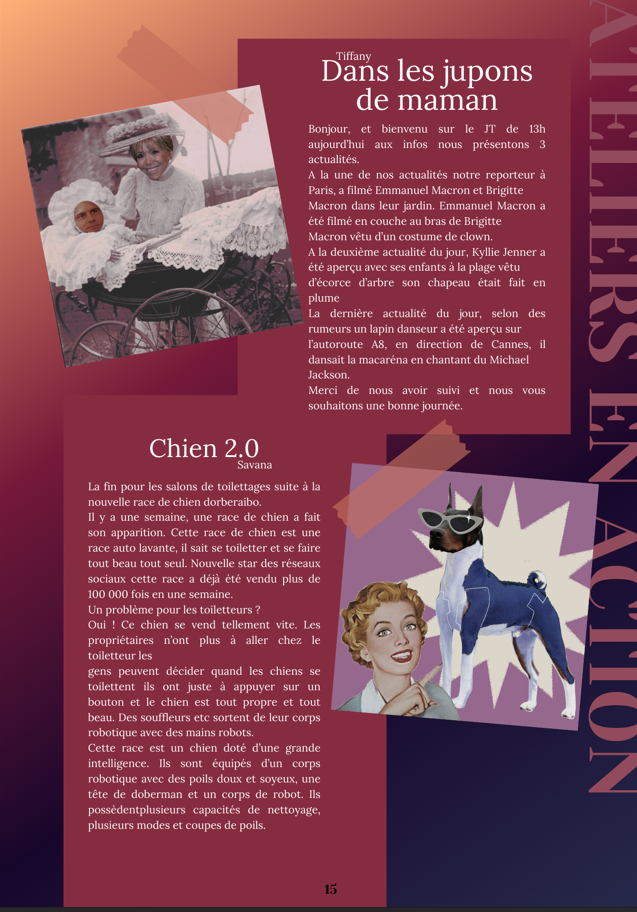 Tiffany
Dans les jupons
de maman
Bonjour, et bienvenu sur le JT de 13h
aujourd’hui aux infos nous présentons 3
actualités.
A la une de nos actualités notre reporteur à
Paris, a filmé Emmanuel Macron et Brigitte
Macron dans leur jardin. Emmanuel Macron a
été filmé en couche au bras de Brigitte
Macron vêtu d’un costume de clown.
A la deuxième actualité du jour, Kyllie Jenner a
été aperçu avec ses enfants à la plage vêtu
d’écorce d’arbre son chapeau était fait en
plume
La dernière actualité du jour, selon des
rumeurs un lapin danseur a été aperçu sur
l’autoroute A8, en direction de Cannes, il
dansait la macaréna en chantant du Michael
Jackson.
Merci de nous avoir suivi et nous vous
souhaitons une bonne journée.
Chien 2.0
Savana
La fin pour les salons de toilettages suite à la
nouvelle race de chien dorberaibo.
Il y a une semaine, une race de chien a fait
son apparition. Cette race de chien est une
race auto lavante, il sait se toiletter et se faire
tout beau tout seul. Nouvelle star des réseaux
sociaux cette race a déjà été vendu plus de
100 000 fois en une semaine.
Un problème pour les toiletteurs ?
Oui ! Ce chien se vend tellement vite. Les
propriétaires n’ont plus à aller chez le
toiletteur les
gens peuvent décider quand les chiens se
toilettent ils ont juste à appuyer sur un
bouton et le chien est tout propre et tout
beau. Des souffleurs etc sortent de leur corps
robotique avec des mains robots.
Cette race est un chien doté d’une grande
intelligence. Ils sont équipés d’un corps
robotique avec des poils doux et soyeux, une
tête de doberman et un corps de robot. Ils
possèdentplusieurs capacités de nettoyage,
plusieurs modes et coupes de poils.
ATELIERS EN ACTION
15